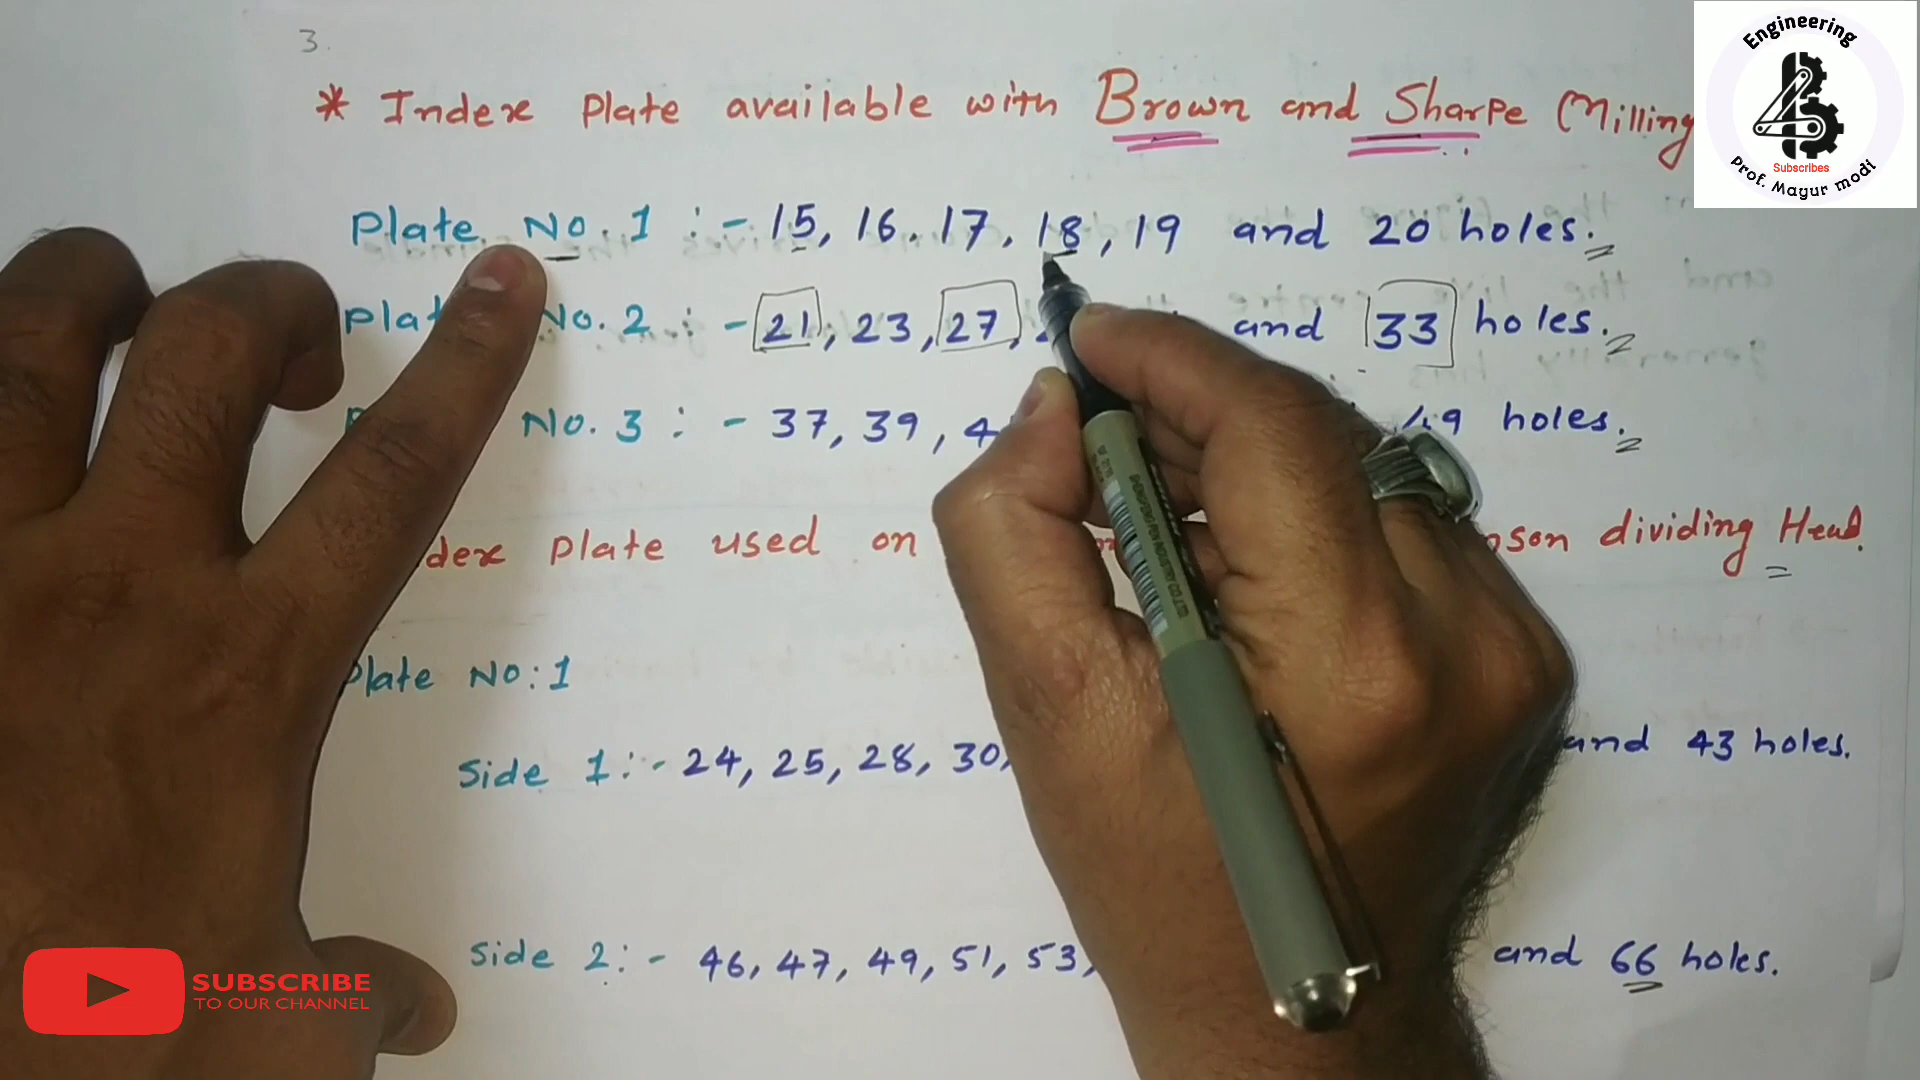 3.
* Index Plate available with Brown and Sharpe Milling
Plate No. 1 :- 15, 16. 17, 18, 19 and 20 holes.
No. 2 :- 21, 23, 27, and 33 holes.
No. 3 :- 37, 39, 49 holes.
Plate used on dividing Head.
Plate No:1
Side 1:- 24, 25, 28, 30, and 43 holes.
Side 2:- 46, 47, 49, 51, 53, and 66 holes.
Engineering
Subscribes
Prof. Mayur modi
SUBSCRIBE
TO OUR CHANNEL